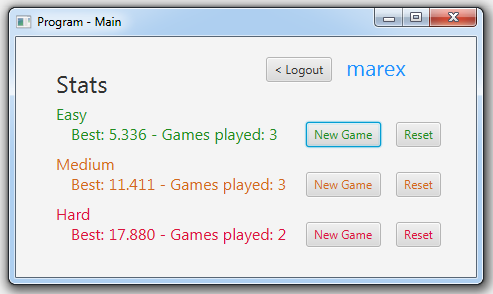 Program - Main
< Logout marex
Stats
Easy
Best: 5.336 - Games played: 3 New Game Reset
Medium
Best: 11.411 - Games played: 3 New Game Reset
Hard
Best: 17.880 - Games played: 2 New Game Reset